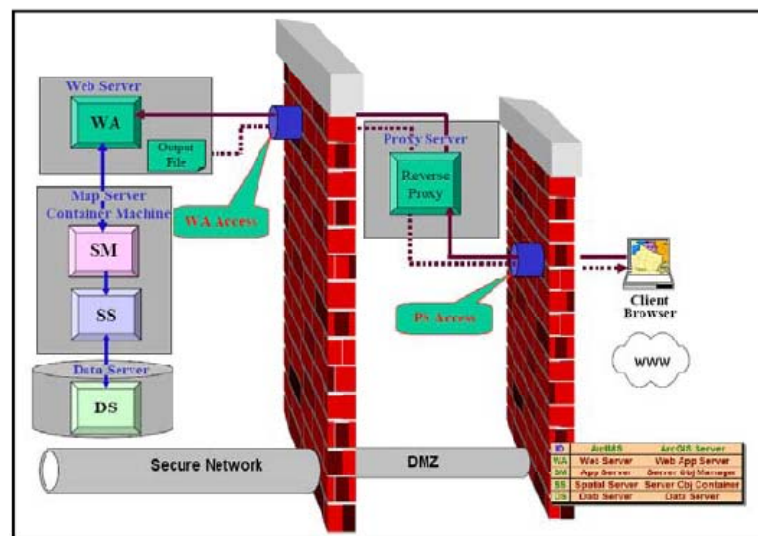 Web Server
WA
Output
File
Map Server
Container Machine
SM
SS
Data Server
DS
WA Access
Proxy Server
Reverse
Proxy
PS Access
Client
Browser
WWW
Secure Network
DMZ
ID ArcIMS ArcGIS Server
WA Web Server Web App Server
SM App Server Server Obj Manager
SS Spatial Server Server Obj Container
DS Data Server Data Server